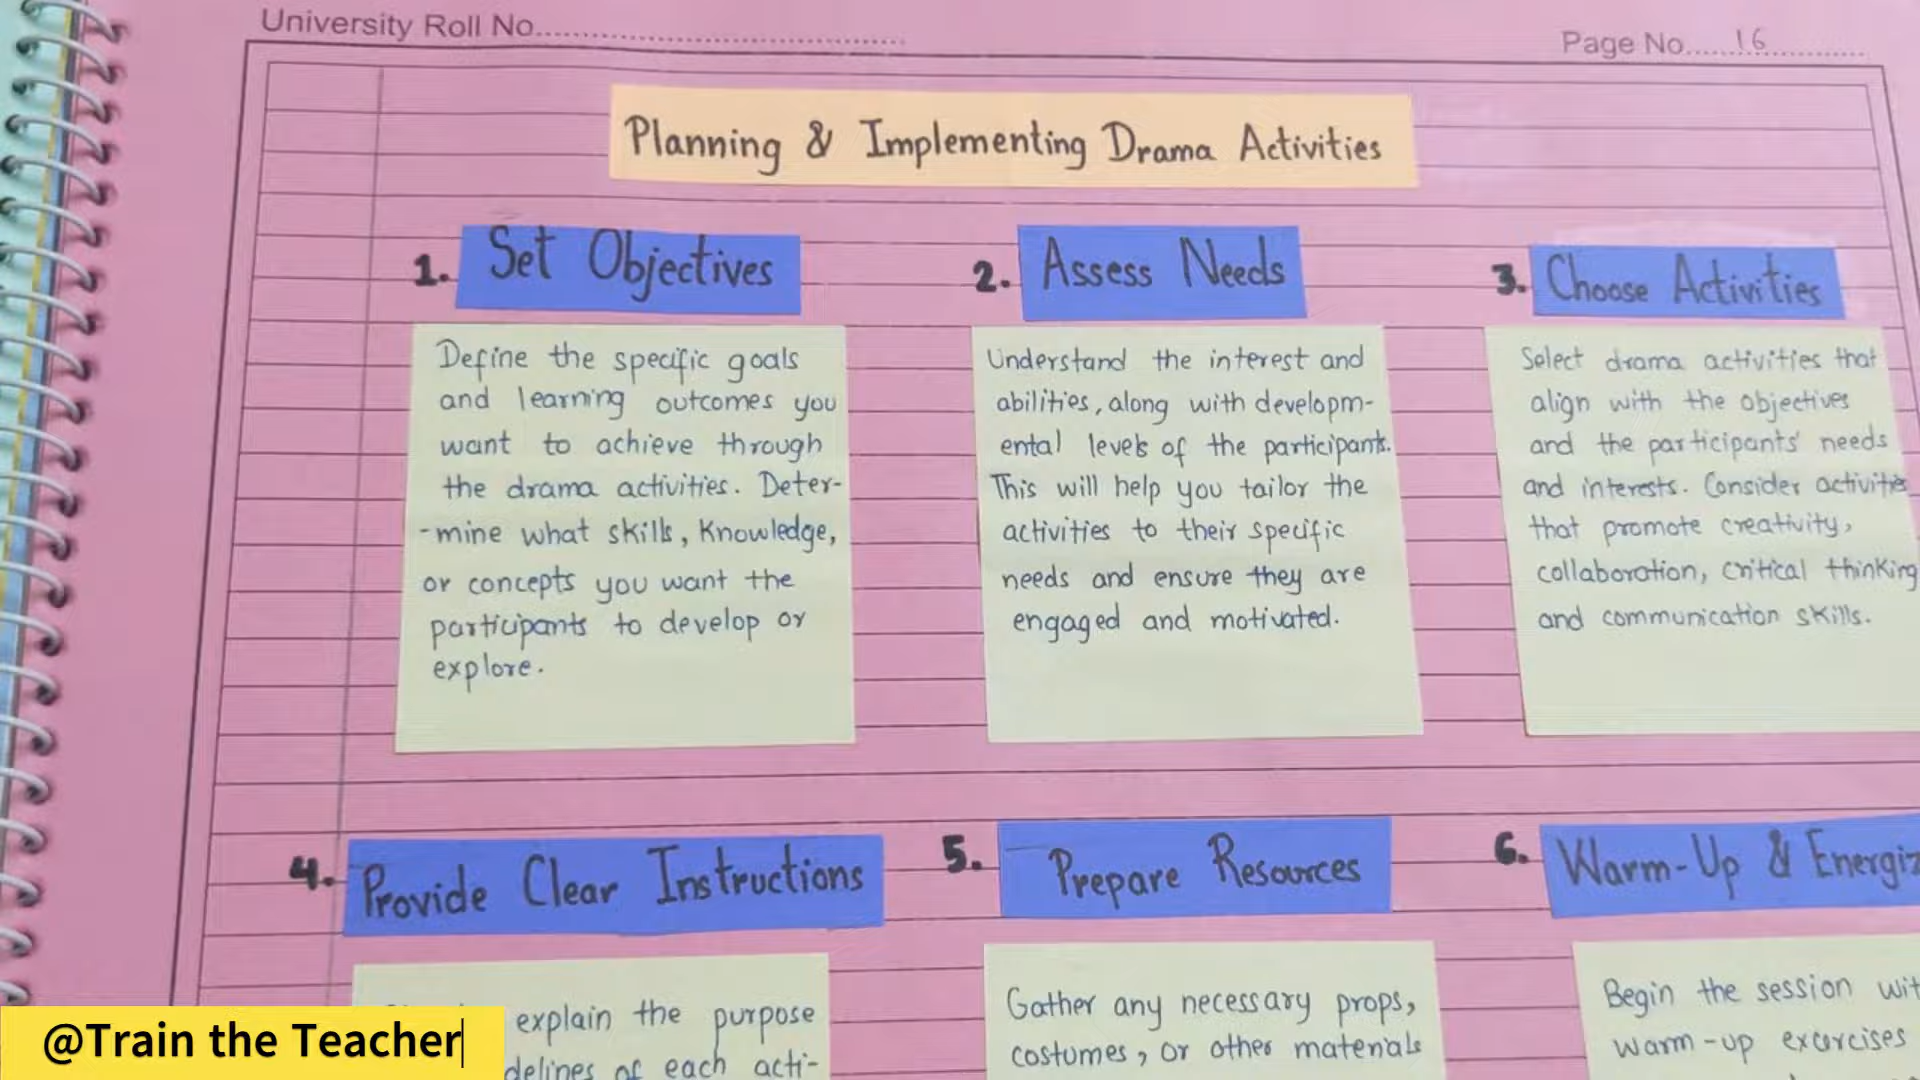 University Roll No
Page No 16
Planning & Implementing Drama Activities
1. Set Objectives
Define the specific goals
and learning outcomes you
want to achieve through
the drama activities. Deter-
-mine what skills, knowledge,
or concepts you want the
participants to develop or
explore.
2. Assess Needs
Understand the interest and
abilities, along with developm-
ental levels of the participants.
This will help you tailor the
activities to their specific
needs and ensure they are
engaged and motivated.
3. Choose Activities
Select drama activities that
align with the objectives
and the participants' needs
and interests. Consider activities
that promote creativity,
collaboration, critical thinking
and communication skills.
4. Provide Clear Instructions
explain the purpose
of each acti-
5. Prepare Resources
Gather any necessary props,
costumes, or other materials
6. Warm-Up &
Begin the session
warm-up exercises
@Train the Teacher